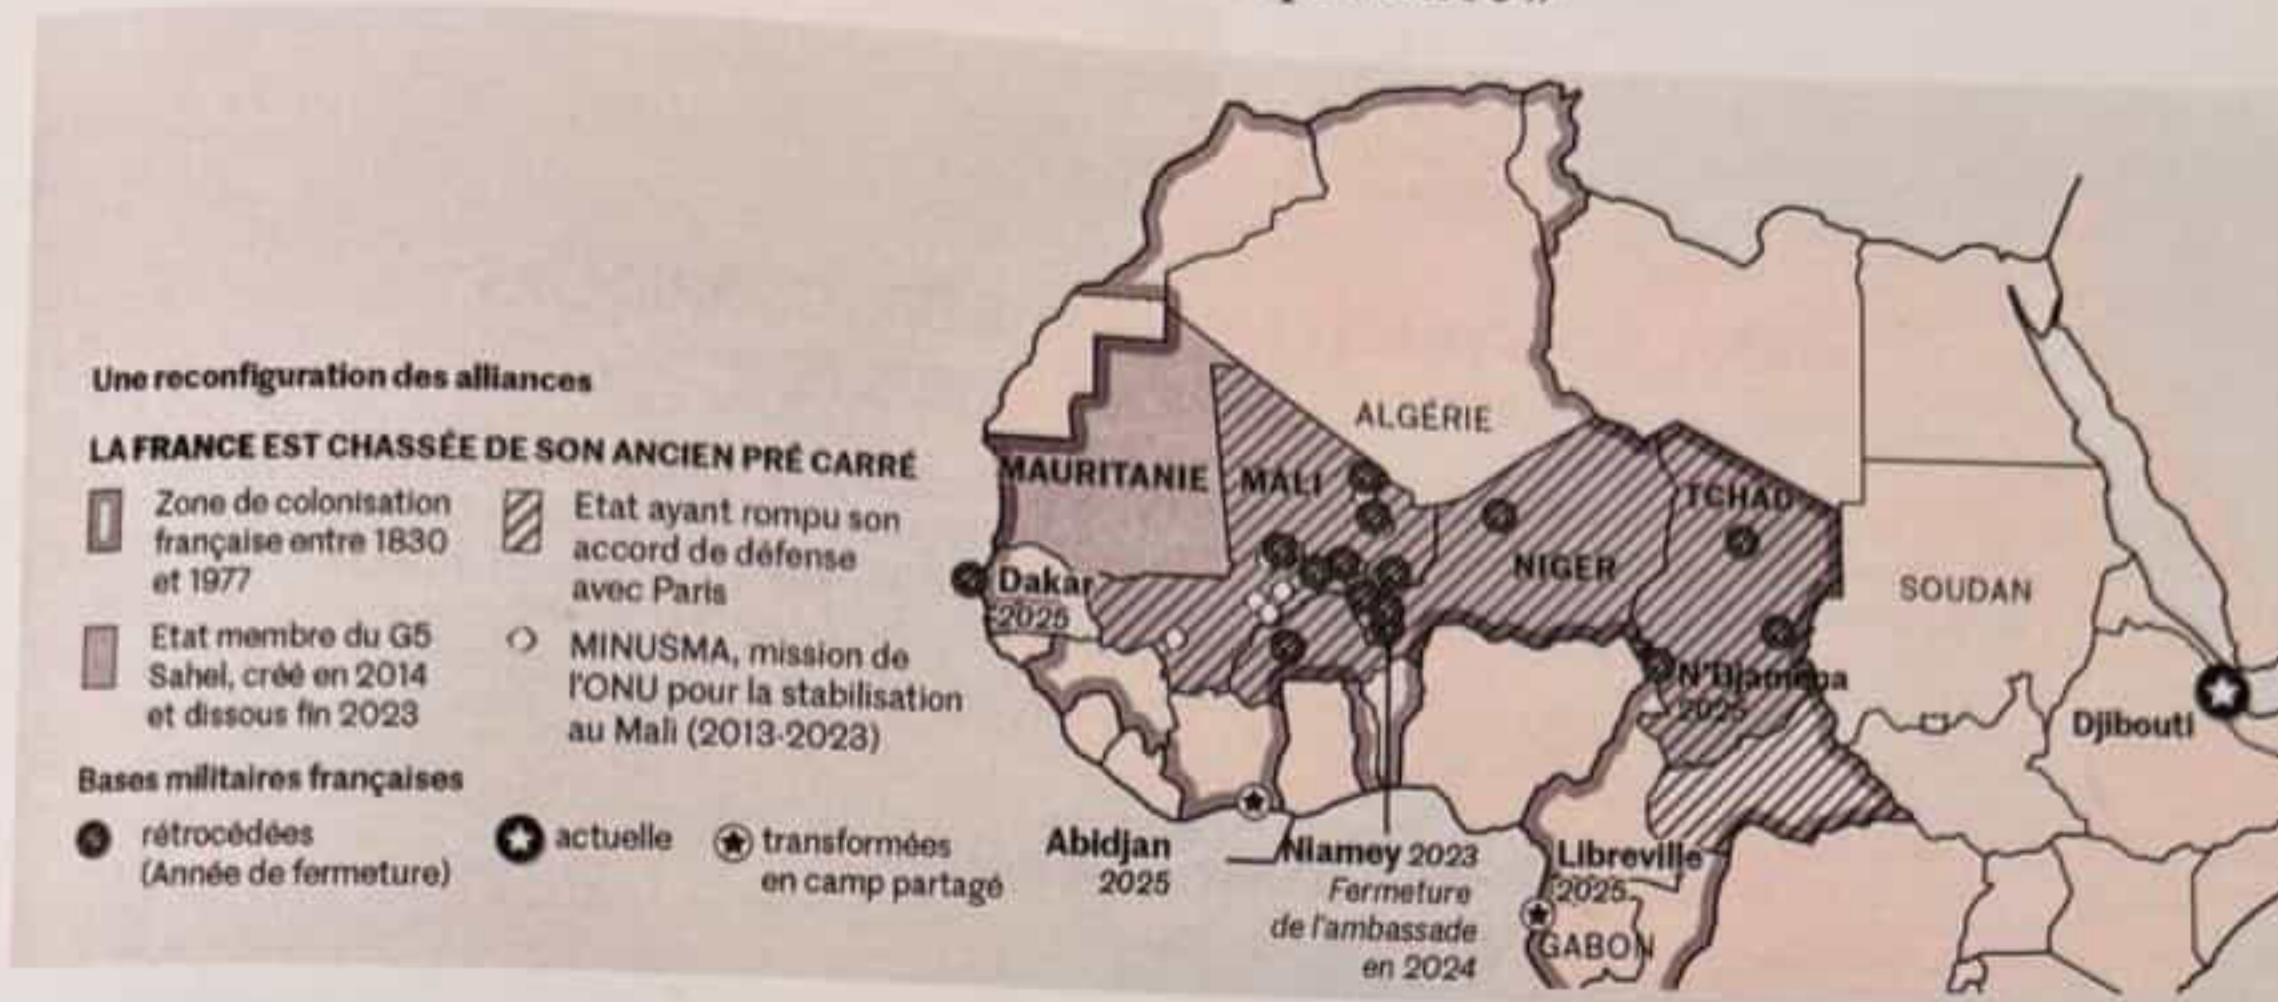 Une reconfiguration des alliances
LA FRANCE EST CHASSÉE DE SON ANCIEN PRÉ CARRÉ
Zone de colonisation
française entre 1830
et 1977
Etat membre du G5
Sahel, créé en 2014
et dissous fin 2023
Etat ayant rompu son
accord de défense
avec Paris
MINUSMA, mission de
l'ONU pour la stabilisation
au Mali (2013-2023)
Bases militaires françaises
rétrocédées
(Année de fermeture)
actuelle
transformées
en camp partagé
ALGÉRIE
MAURITANIE
MALI
NIGER
TCHAD
SOUDAN
Dakar
2025
N'Djamena
2025
Djibouti
Abidjan
2025
Niamey 2023
Fermeture
de l'ambassade
en 2024
Libreville
2025
GABON